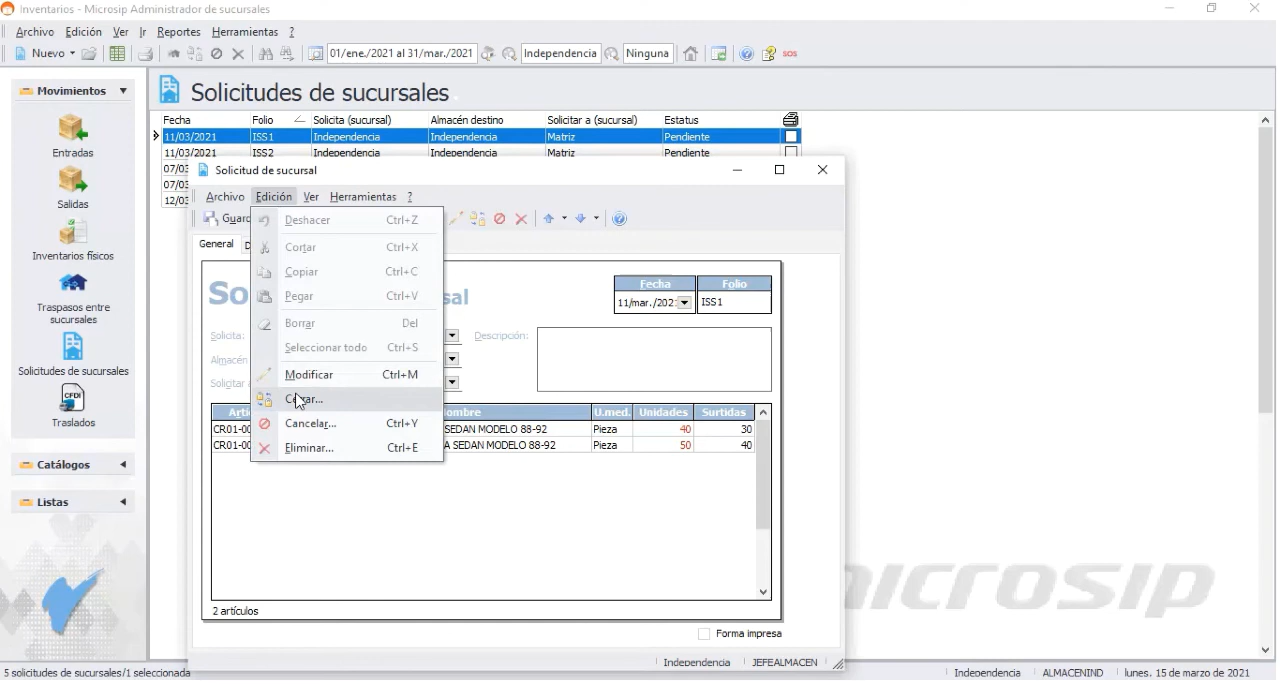 Inventarios - Microsip Administrador de sucursales
Archivo Edición Ver Ir Reportes Herramientas ?
Nuevo 01/ene./2021 al 31/mar./2021 Independencia Ninguna SOS
Movimientos
Entradas
Salidas
Inventarios físicos
Traspasos entre
sucursales
Solicitudes de sucursales
CFDI
Traslados
Catálogos
Listas
Solicitudes de sucursales
Fecha Folio Solicita (sucursal) Almacén destino Solicitar a (sucursal) Estatus
11/03/2021 ISS1 Independencia Independencia Matriz Pendiente
11/03/2021 ISS2 Independencia Independencia Matriz Pendiente
07/03
07/03
12/03
Solicitud de sucursal
Archivo Edición Ver Herramientas ?
Guard
General D
Deshacer Ctrl+Z
Cortar Ctrl+X
Copiar Ctrl+C
Pegar Ctrl+V
Borrar Del
Seleccionar todo Ctrl+S
Modificar Ctrl+M
Cerrar...
Cancelar... Ctrl+Y
Eliminar... Ctrl+E
So sal
Fecha Folio
11/mar./202 ISS1
Solicita: Descripción:
Almacén
Solicitar a
Artí ombre U.med. Unidades Surtidas
CR01-00 SEDAN MODELO 88-92 Pieza 40 30
CR01-00 A SEDAN MODELO 88-92 Pieza 50 40
2 artículos
Forma impresa
Independencia JEFEALMACEN
microsip
5 solicitudes de sucursales/1 seleccionada Independencia ALMACENIND lunes. 15 de marzo de 2021